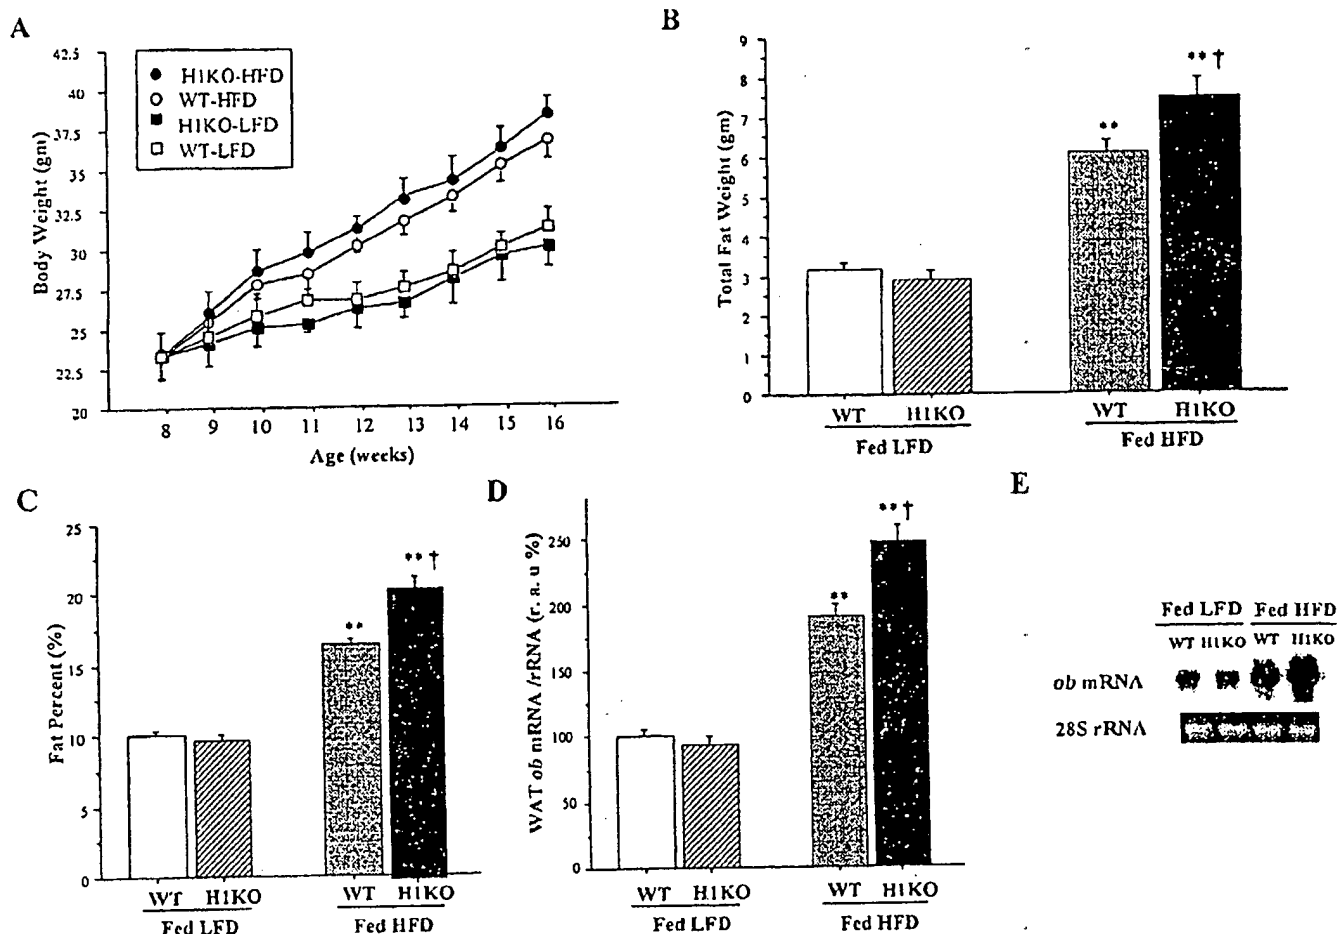 A
42.5
40
37.5
35
32.5
30
27.5
25
22.5
20
Body Weight (gm)
H1KO-HFD
WT-HFD
H1KO-LFD
WT-LFD
8 9 10 11 12 13 14 15 16
Age (weeks)
B
9
8
7
6
5
4
3
2
1
0
Total Fat Weight (gm)
**
** †
WT H1KO WT H1KO
Fed LFD Fed HFD
C
25
20
15
10
5
0
Fat Percent (%)
**
** †
WT H1KO WT H1KO
Fed LFD Fed HFD
D
250
200
150
100
50
0
WAT ob mRNA /rRNA (r. a. u %)
**
** †
WT H1KO WT H1KO
Fed LFD Fed HFD
E
Fed LFD Fed HFD
WT H1KO WT H1KO
ob mRNA
28S rRNA